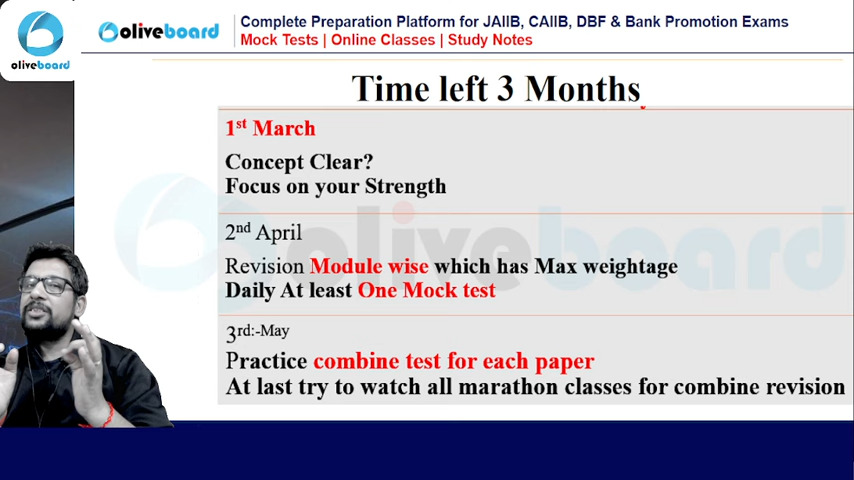 oliveboard
oliveboard
Complete Preparation Platform for JAIIB, CAIIB, DBF & Bank Promotion Exams
Mock Tests | Online Classes | Study Notes
Time left 3 Months
1st March
Concept Clear?
Focus on your Strength
oliveboard
2nd April
Revision Module wise which has Max weightage
Daily At least One Mock test
3rd:-May
Practice combine test for each paper
At last try to watch all marathon classes for combine revision